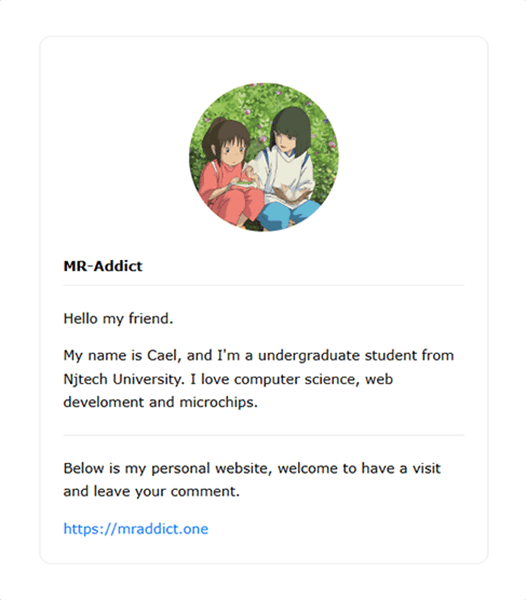 MR-Addict
Hello my friend.
My name is Cael, and I'm a undergraduate student from
Njtech University. I love computer science, web
develoment and microchips.
Below is my personal website, welcome to have a visit
and leave your comment.
https://mraddict.one